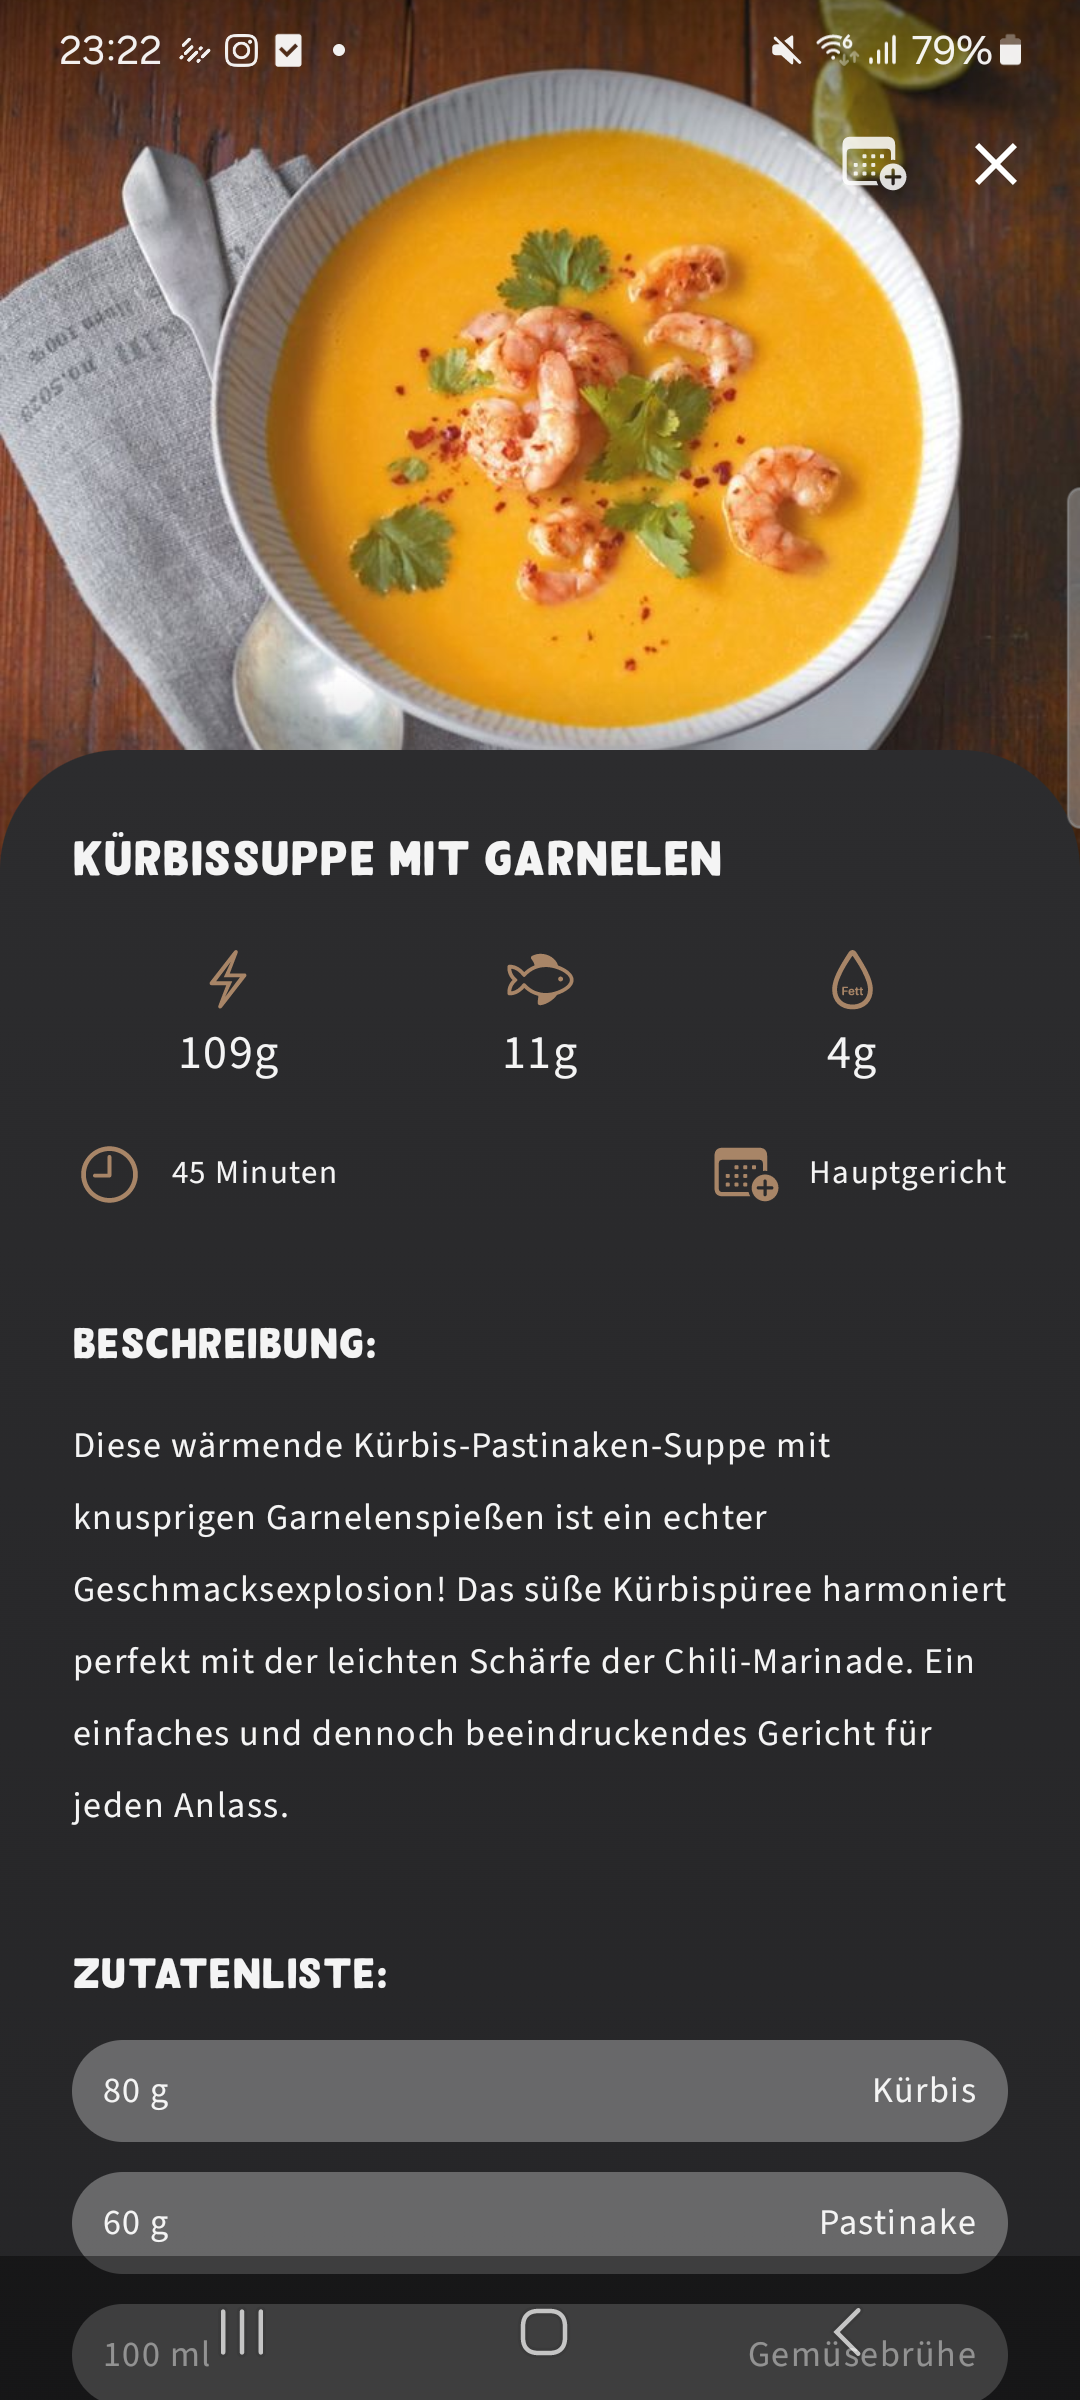 23:22
6
79%
KÜRBISSUPPE MIT GARNELEN
Fett
109g
11g
4g
45 Minuten
Hauptgericht
BESCHREIBUNG:
Diese wärmende Kürbis-Pastinaken-Suppe mit
knusprigen Garnelenspießen ist ein echter
Geschmacksexplosion! Das süße Kürbispüree harmoniert
perfekt mit der leichten Schärfe der Chili-Marinade. Ein
einfaches und dennoch beeindruckendes Gericht für
jeden Anlass.
ZUTATENLISTE:
80 g
Kürbis
60 g
Pastinake
100 ml
Gemüsebrühe